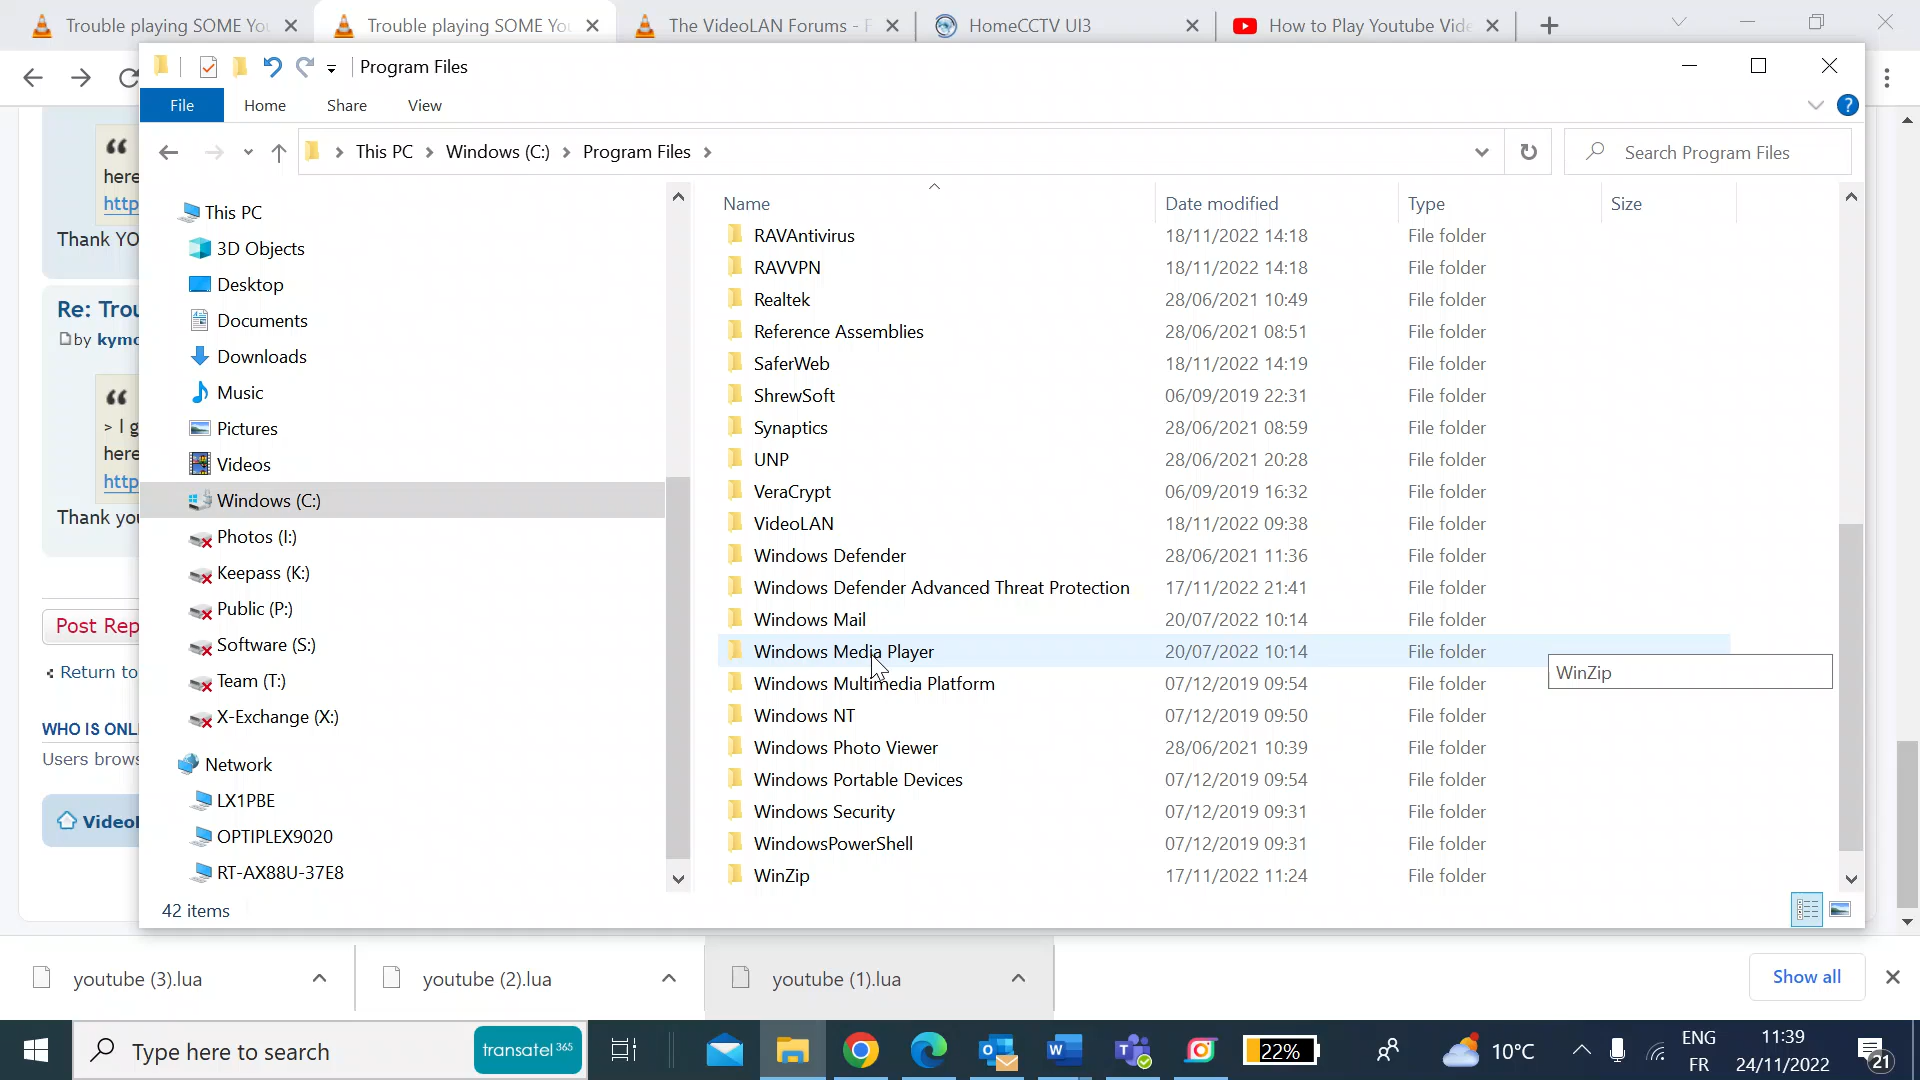 Trouble playing SOME You
Trouble playing SOME You
The VideoLAN Forums - F
HomeCCTV UI3
How to Play Youtube Vide
Program Files
File
Home
Share
View
This PC
Windows (C:)
Program Files
Search Program Files
Name
Date modified
Type
Size
This PC
3D Objects
Desktop
Documents
Downloads
Music
Pictures
Videos
Windows (C:)
Photos (I:)
Keepass (K:)
Public (P:)
Software (S:)
Team (T:)
X-Exchange (X:)
Network
LX1PBE
OPTIPLEX9020
RT-AX88U-37E8
RAVAntivirus 18/11/2022 14:18 File folder
RAVVPN 18/11/2022 14:18 File folder
Realtek 28/06/2021 10:49 File folder
Reference Assemblies 28/06/2021 08:51 File folder
SaferWeb 18/11/2022 14:19 File folder
ShrewSoft 06/09/2019 22:31 File folder
Synaptics 28/06/2021 08:59 File folder
UNP 28/06/2021 20:28 File folder
VeraCrypt 06/09/2019 16:32 File folder
VideoLAN 18/11/2022 09:38 File folder
Windows Defender 28/06/2021 11:36 File folder
Windows Defender Advanced Threat Protection 17/11/2022 21:41 File folder
Windows Mail 20/07/2022 10:14 File folder
Windows Media Player 20/07/2022 10:14 File folder
Windows Multimedia Platform 07/12/2019 09:54 File folder
Windows NT 07/12/2019 09:50 File folder
Windows Photo Viewer 28/06/2021 10:39 File folder
Windows Portable Devices 07/12/2019 09:54 File folder
Windows Security 07/12/2019 09:31 File folder
WindowsPowerShell 07/12/2019 09:31 File folder
WinZip 17/11/2022 11:24 File folder
WinZip
42 items
“
here
http
Thank YO
Re: Trou
by kymc
“
> I g
here
http
Thank you
Post Rep
Return to
WHO IS ONL
Users brows
Videol
youtube (3).lua
youtube (2).lua
youtube (1).lua
Show all
Type here to search
transatel 365
22%
10°C
ENG
FR
11:39
24/11/2022
21